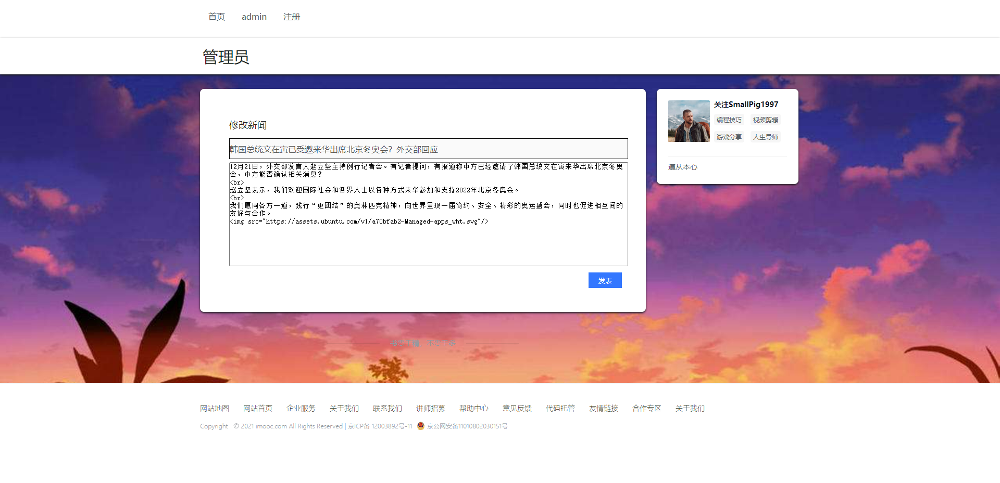 首页 admin 注册
管理员
修改新闻
韩国总统文在寅已受邀来华出席北京冬奥会？外交部回应
12月21日，外交部发言人赵立坚主持例行记者会。有记者提问，有报道称中方已经邀请了韩国总统文在寅来华出席北京冬奥
会，中方能否确认相关消息？
<br>
赵立坚表示，我们欢迎国际社会和各界人士以各种方式来华参加和支持2022年北京冬奥会。
<br>
我们愿同各方一道，践行“更团结”的奥林匹克精神，向世界呈现一届简约、安全、精彩的奥运盛会，同时也促进相互间的
友好与合作。
<img src="https://assets.ubuntu.com/v1/a70bfab2-Managed-apps_wht.svg"/>
发表
关注SmallPig1997
编程技巧 视频剪辑
游戏分享 人生导师
遵从本心
书贵于精，不贵于多
网站地图 网站首页 企业服务 关于我们 联系我们 讲师招募 帮助中心 意见反馈 代码托管 友情链接 合作专区 关于我们
Copyright © 2021 imooc.com All Rights Reserved | 京ICP备 12003892号-11 京公网安备11010802030151号